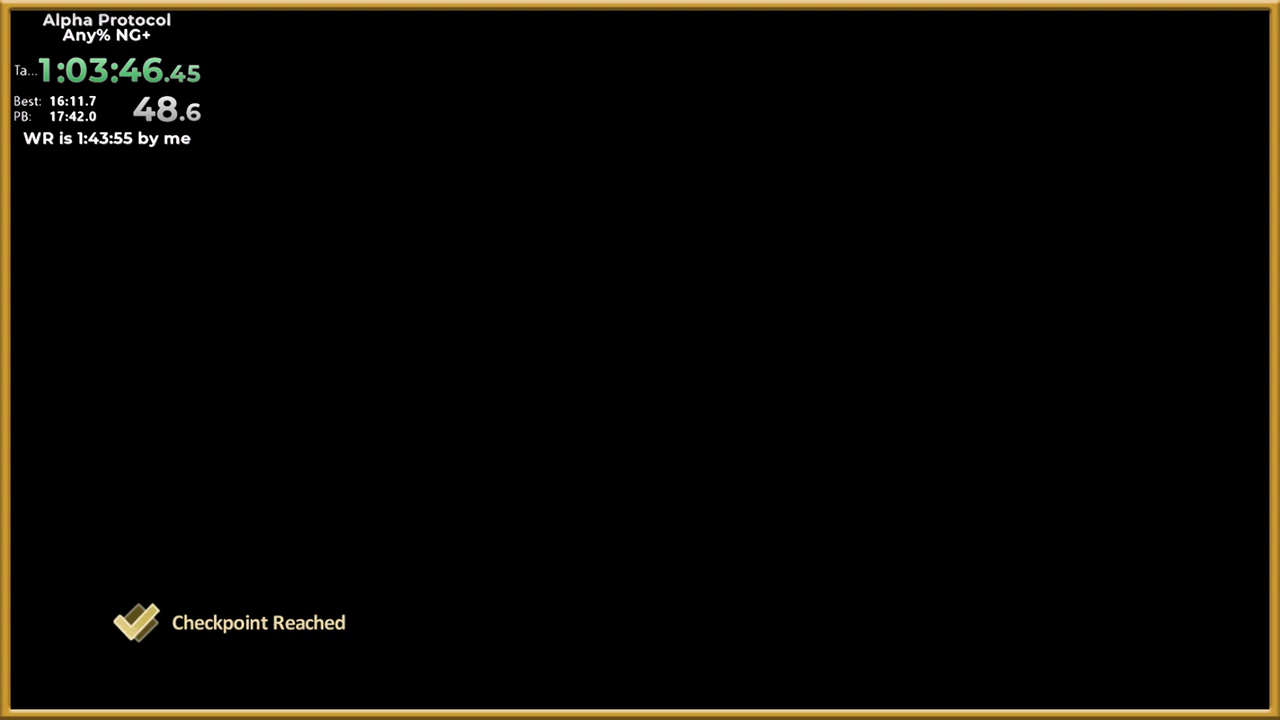 Alpha Protocol
Any% NG+
Ta... 1:03:46.45
Best: 16:11.7
PB: 17:42.0
48.6
WR is 1:43:55 by me
Checkpoint Reached